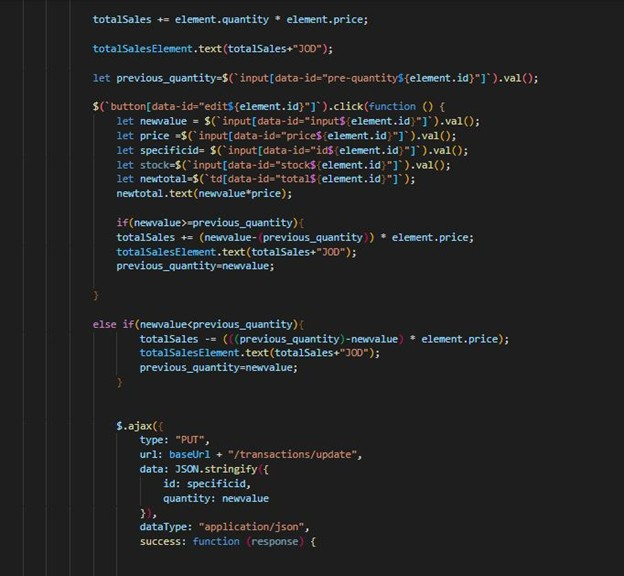 totalSales += element.quantity * element.price;
totalSalesElement.text(totalSales+"JOD");
let previous_quantity=$(`input[data-id="pre-quantity${element.id}"]`).val();
$(`button[data-id="edit${element.id}"]`).click(function () {
let newvalue = $(`input[data-id="input${element.id}"]`).val();
let price =$(`input[data-id="price${element.id}"]`).val();
let specificid= $(`input[data-id="id${element.id}"]`).val();
let stock=$(`input[data-id="stock${element.id}"]`).val();
let newtotal=$(`td[data-id="total${element.id}"]`);
newtotal.text(newvalue*price);
if(newvalue>=previous_quantity){
totalSales += (newvalue-(previous_quantity)) * element.price;
totalSalesElement.text(totalSales+"JOD");
previous_quantity=newvalue;
}
else if(newvalue<previous_quantity){
totalSales -= (((previous_quantity)-newvalue) * element.price);
totalSalesElement.text(totalSales+"JOD");
previous_quantity=newvalue;
}
$.ajax({
type: "PUT",
url: baseUrl + "/transactions/update",
data: JSON.stringify({
id: specificid,
quantity: newvalue
}),
dataType: "application/json",
success: function (response) {